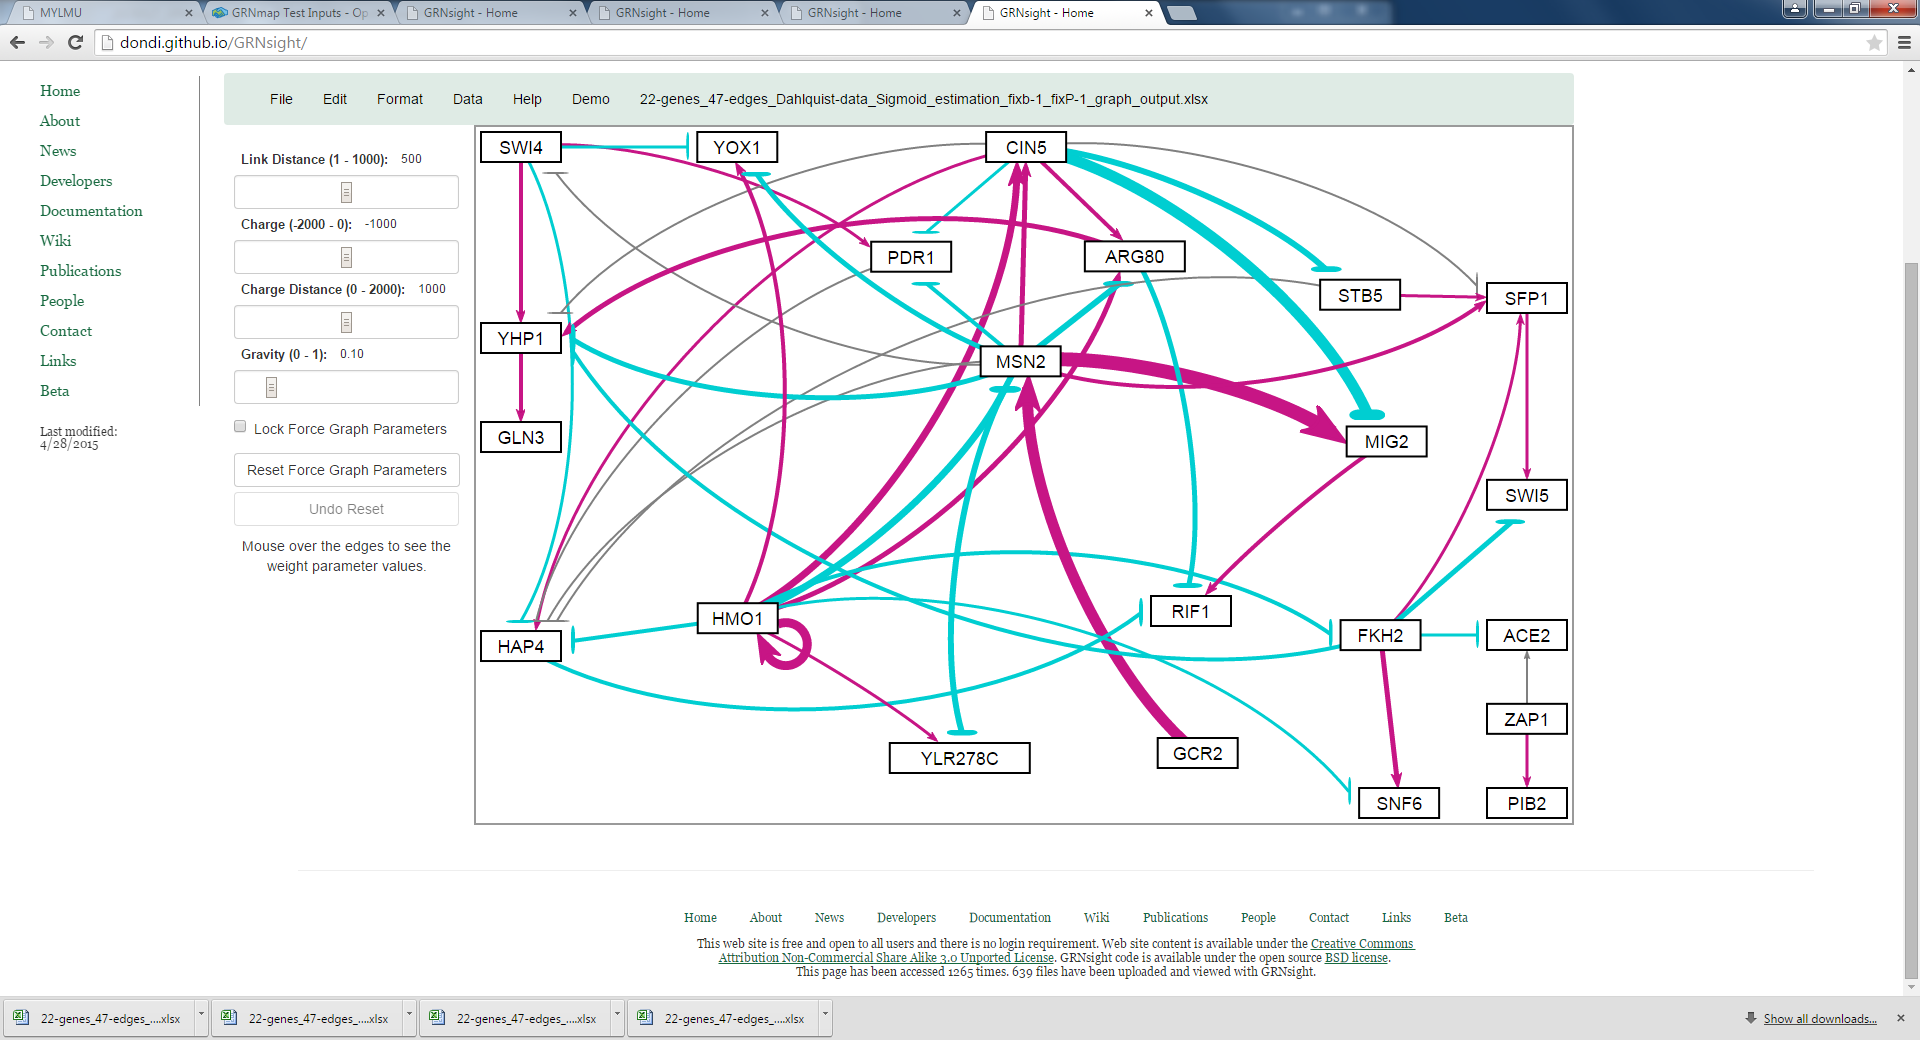 MYLMU
GRNmap Test Inputs - Op
GRNsight - Home
GRNsight - Home
GRNsight - Home
GRNsight - Home
dondi.github.io/GRNsight/
Home
About
News
Developers
Documentation
Wiki
Publications
People
Contact
Links
Beta
Last modified:
4/28/2015
File Edit Format Data Help Demo 22-genes_47-edges_Dahlquist-data_Sigmoid_estimation_fixb-1_fixP-1_graph_output.xlsx
Link Distance (1 - 1000): 500
Charge (-2000 - 0): -1000
Charge Distance (0 - 2000): 1000
Gravity (0 - 1): 0.10
Lock Force Graph Parameters
Reset Force Graph Parameters
Undo Reset
Mouse over the edges to see the
weight parameter values.
SWI4
YOX1
CIN5
PDR1
ARG80
STB5
SFP1
YHP1
MSN2
GLN3
MIG2
SWI5
RIF1
HMO1
FKH2
ACE2
HAP4
ZAP1
YLR278C
GCR2
SNF6
PIB2
Home About News Developers Documentation Wiki Publications People Contact Links Beta
This web site is free and open to all users and there is no login requirement. Web site content is available under the Creative Commons
Attribution Non-Commercial Share Alike 3.0 Unported License. GRNsight code is available under the open source BSD license.
This page has been accessed 1265 times. 639 files have been uploaded and viewed with GRNsight.
22-genes_47-edges_....xlsx
22-genes_47-edges_....xlsx
22-genes_47-edges_....xlsx
22-genes_47-edges_....xlsx
Show all downloads...